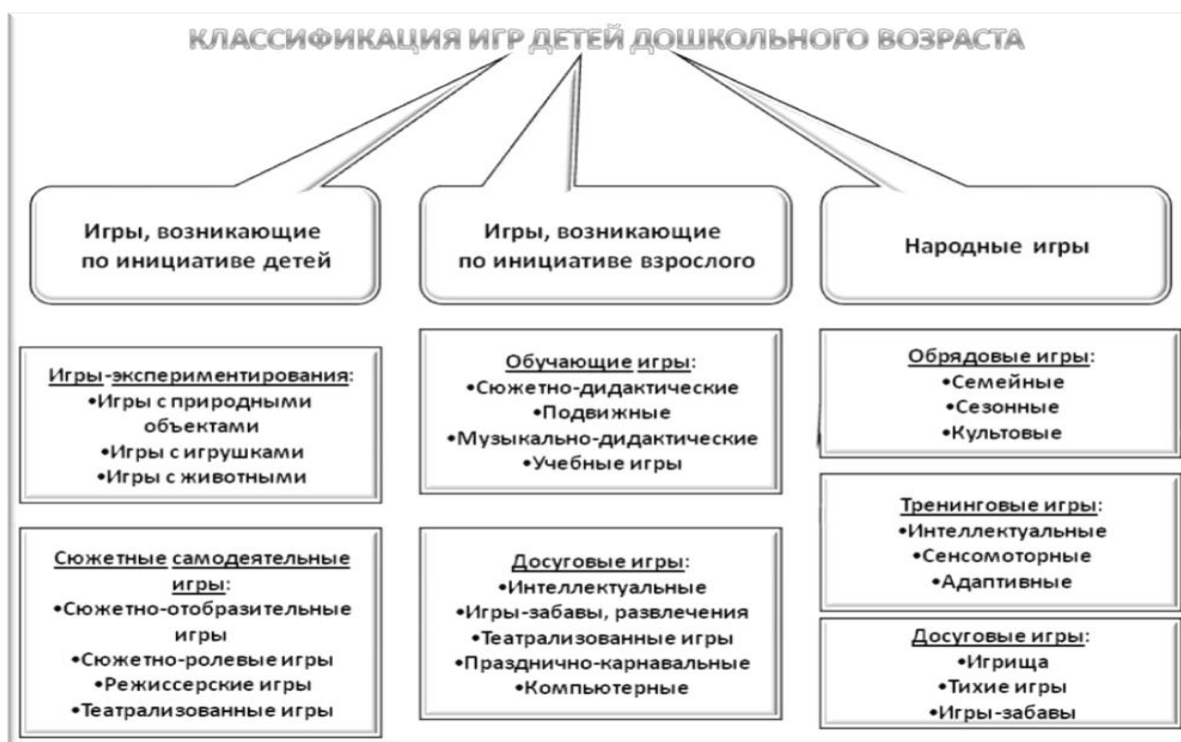 КЛАССИФИКАЦИЯ ИГР ДЕТЕЙ ДОШКОЛЬНОГО ВОЗРАСТА
Игры, возникающие
по инициативе детей
Игры-экспериментирования:
•Игры с природными
объектами
•Игры с игрушками
•Игры с животными
Сюжетные самодеятельные
игры:
•Сюжетно-отобразительные
игры
•Сюжетно-ролевые игры
•Режиссерские игры
•Театрализованные игры
Игры, возникающие
по инициативе взрослого
Обучающие игры:
•Сюжетно-дидактические
•Подвижные
•Музыкально-дидактические
•Учебные игры
Досуговые игры:
•Интеллектуальные
•Игры-забавы, развлечения
•Театрализованные игры
•Празднично-карнавальные
•Компьютерные
Народные игры
Обрядовые игры:
•Семейные
•Сезонные
•Культовые
Тренинговые игры:
•Интеллектуальные
•Сенсомоторные
•Адаптивные
Досуговые игры:
•Игрища
•Тихие игры
•Игры-забавы